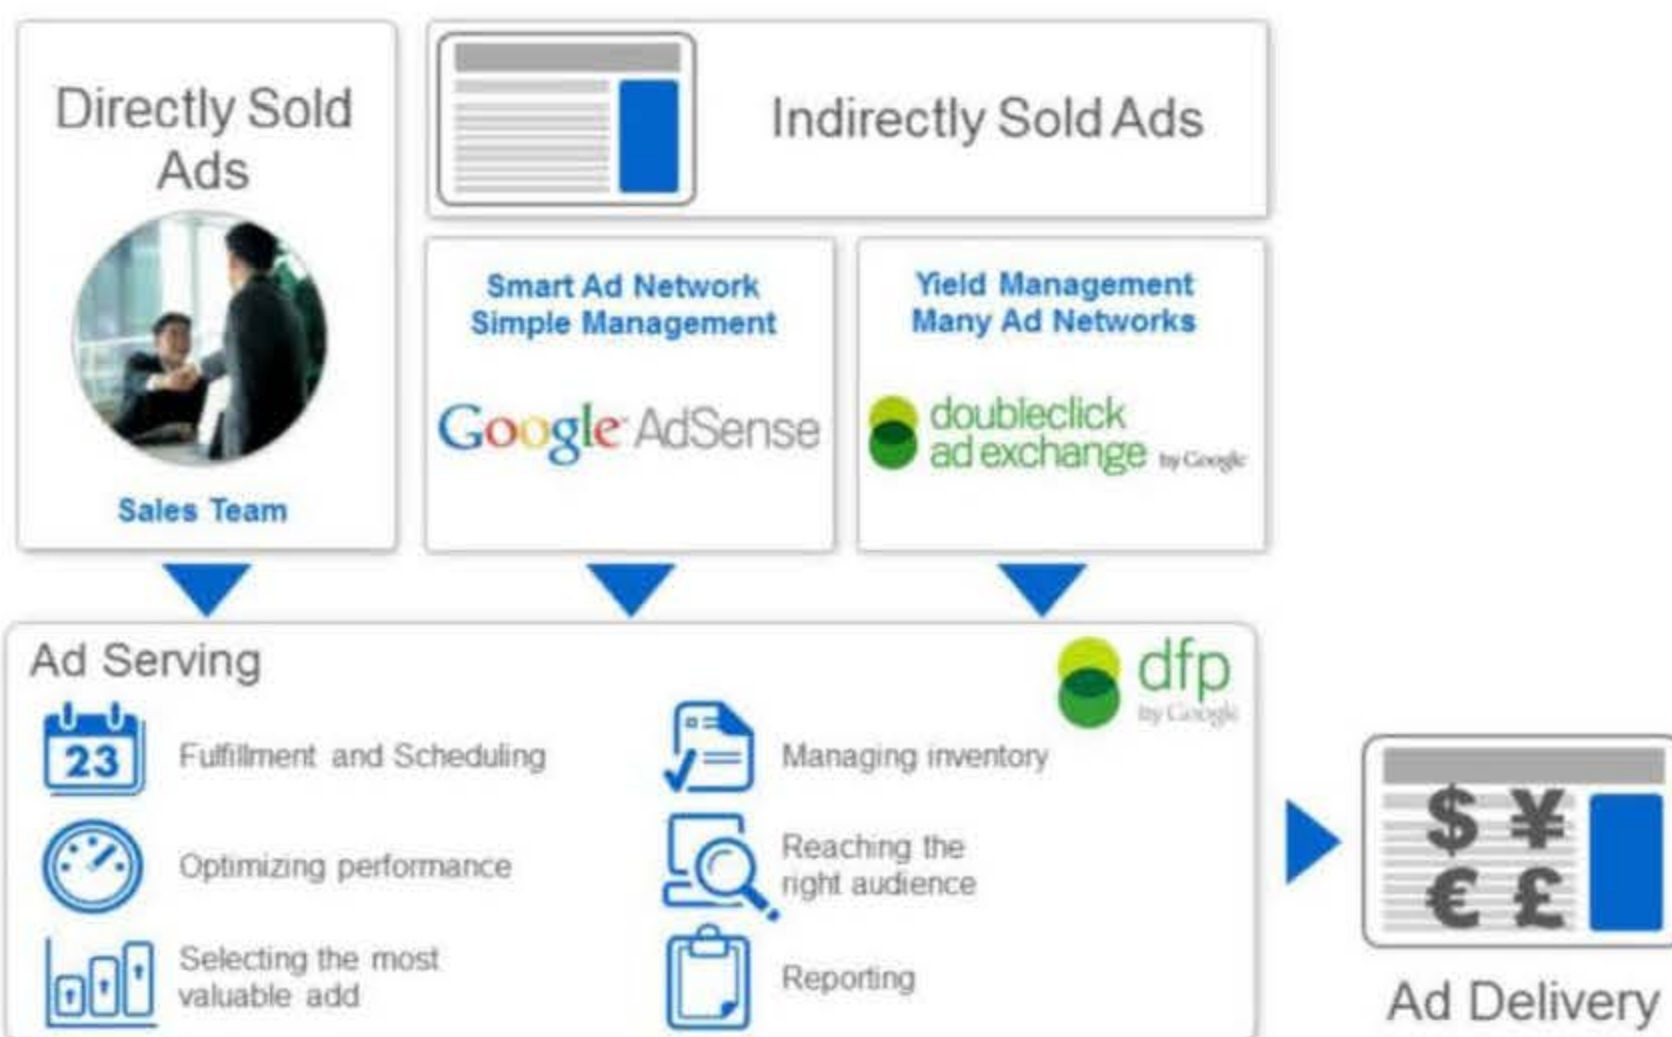 Directly Sold
Ads
Sales Team
Indirectly Sold Ads
Smart Ad Network
Simple Management
Google AdSense
Yield Management
Many Ad Networks
doubleclick
ad exchange by Google
Ad Serving
dfp
by Google
23
Fulfillment and Scheduling
Optimizing performance
Selecting the most
valuable add
Managing inventory
Reaching the
right audience
Reporting
$ ¥
€ £
Ad Delivery